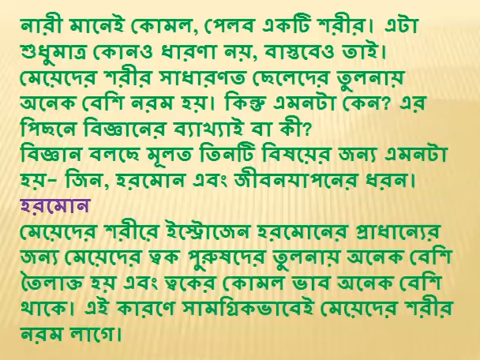 নারী মানেই কোমল, পেলব একটি শরীর। এটা
শুধুমাত্র কোনও ধারণা নয়, বাস্তবেও তাই।
মেয়েদের শরীর সাধারণত ছেলেদের তুলনায়
অনেক বেশি নরম হয়। কিন্তু এমনটা কেন? এর
পিছনে বিজ্ঞানের ব্যাখ্যাই বা কী?
বিজ্ঞান বলছে মূলত তিনটি বিষয়ের জন্য এমনটা
হয়– জিন, হরমোন এবং জীবনযাপনের ধরন।
হরমোন
মেয়েদের শরীরে ইস্ট্রোজেন হরমোনের প্রাধান্যের
জন্য মেয়েদের ত্বক পুরুষদের তুলনায় অনেক বেশি
তৈলাক্ত হয় এবং ত্বকের কোমল ভাব অনেক বেশি
থাকে। এই কারণে সামগ্রিকভাবেই মেয়েদের শরীর
নরম লাগে।